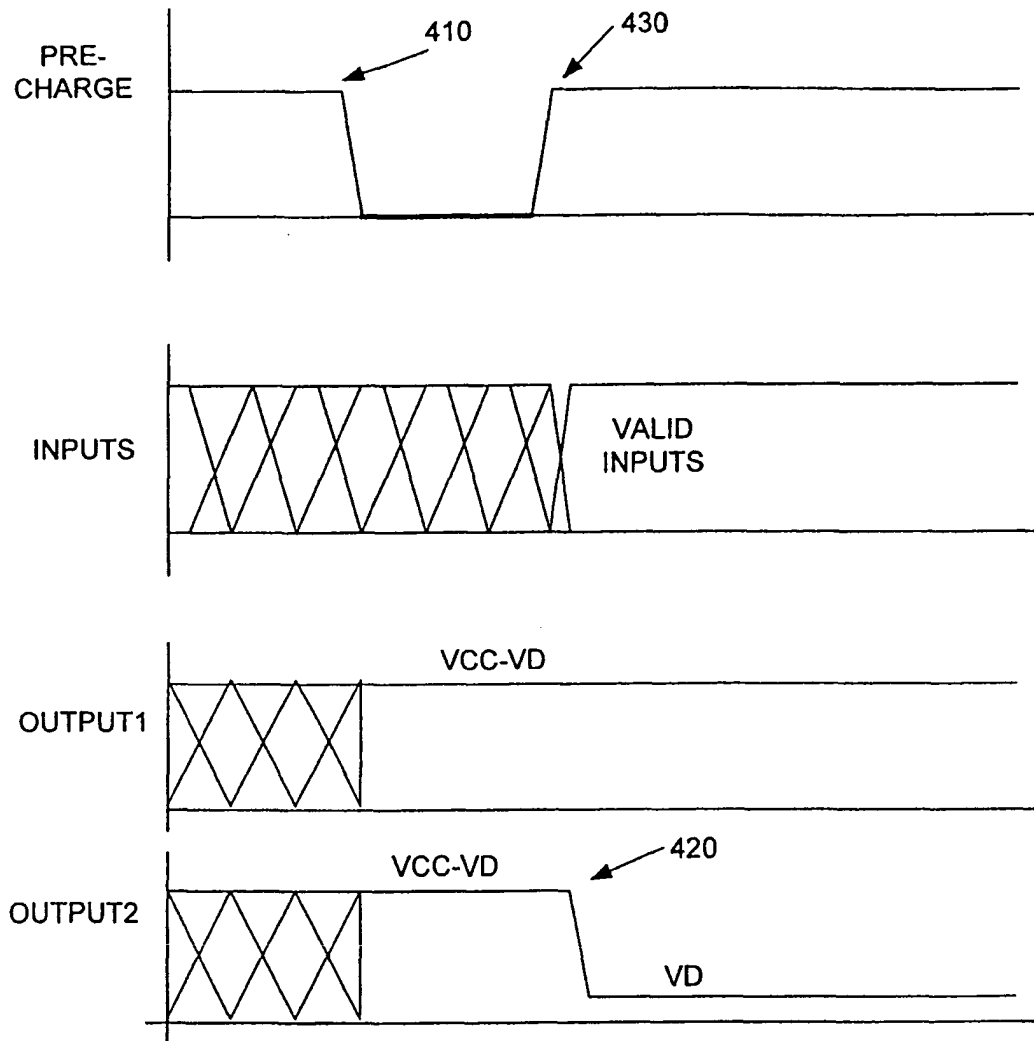 410
430
PRE-
CHARGE
INPUTS
VALID
INPUTS
VCC-VD
OUTPUT1
VCC-VD
420
OUTPUT2
VD